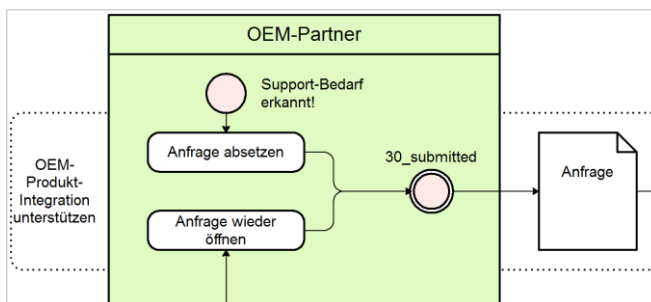 OEM-Partner
Support-Bedarf
erkannt!
Anfrage absetzen
30_submitted
OEM-
Produkt-
Integration
unterstützen
Anfrage
Anfrage wieder
öffnen